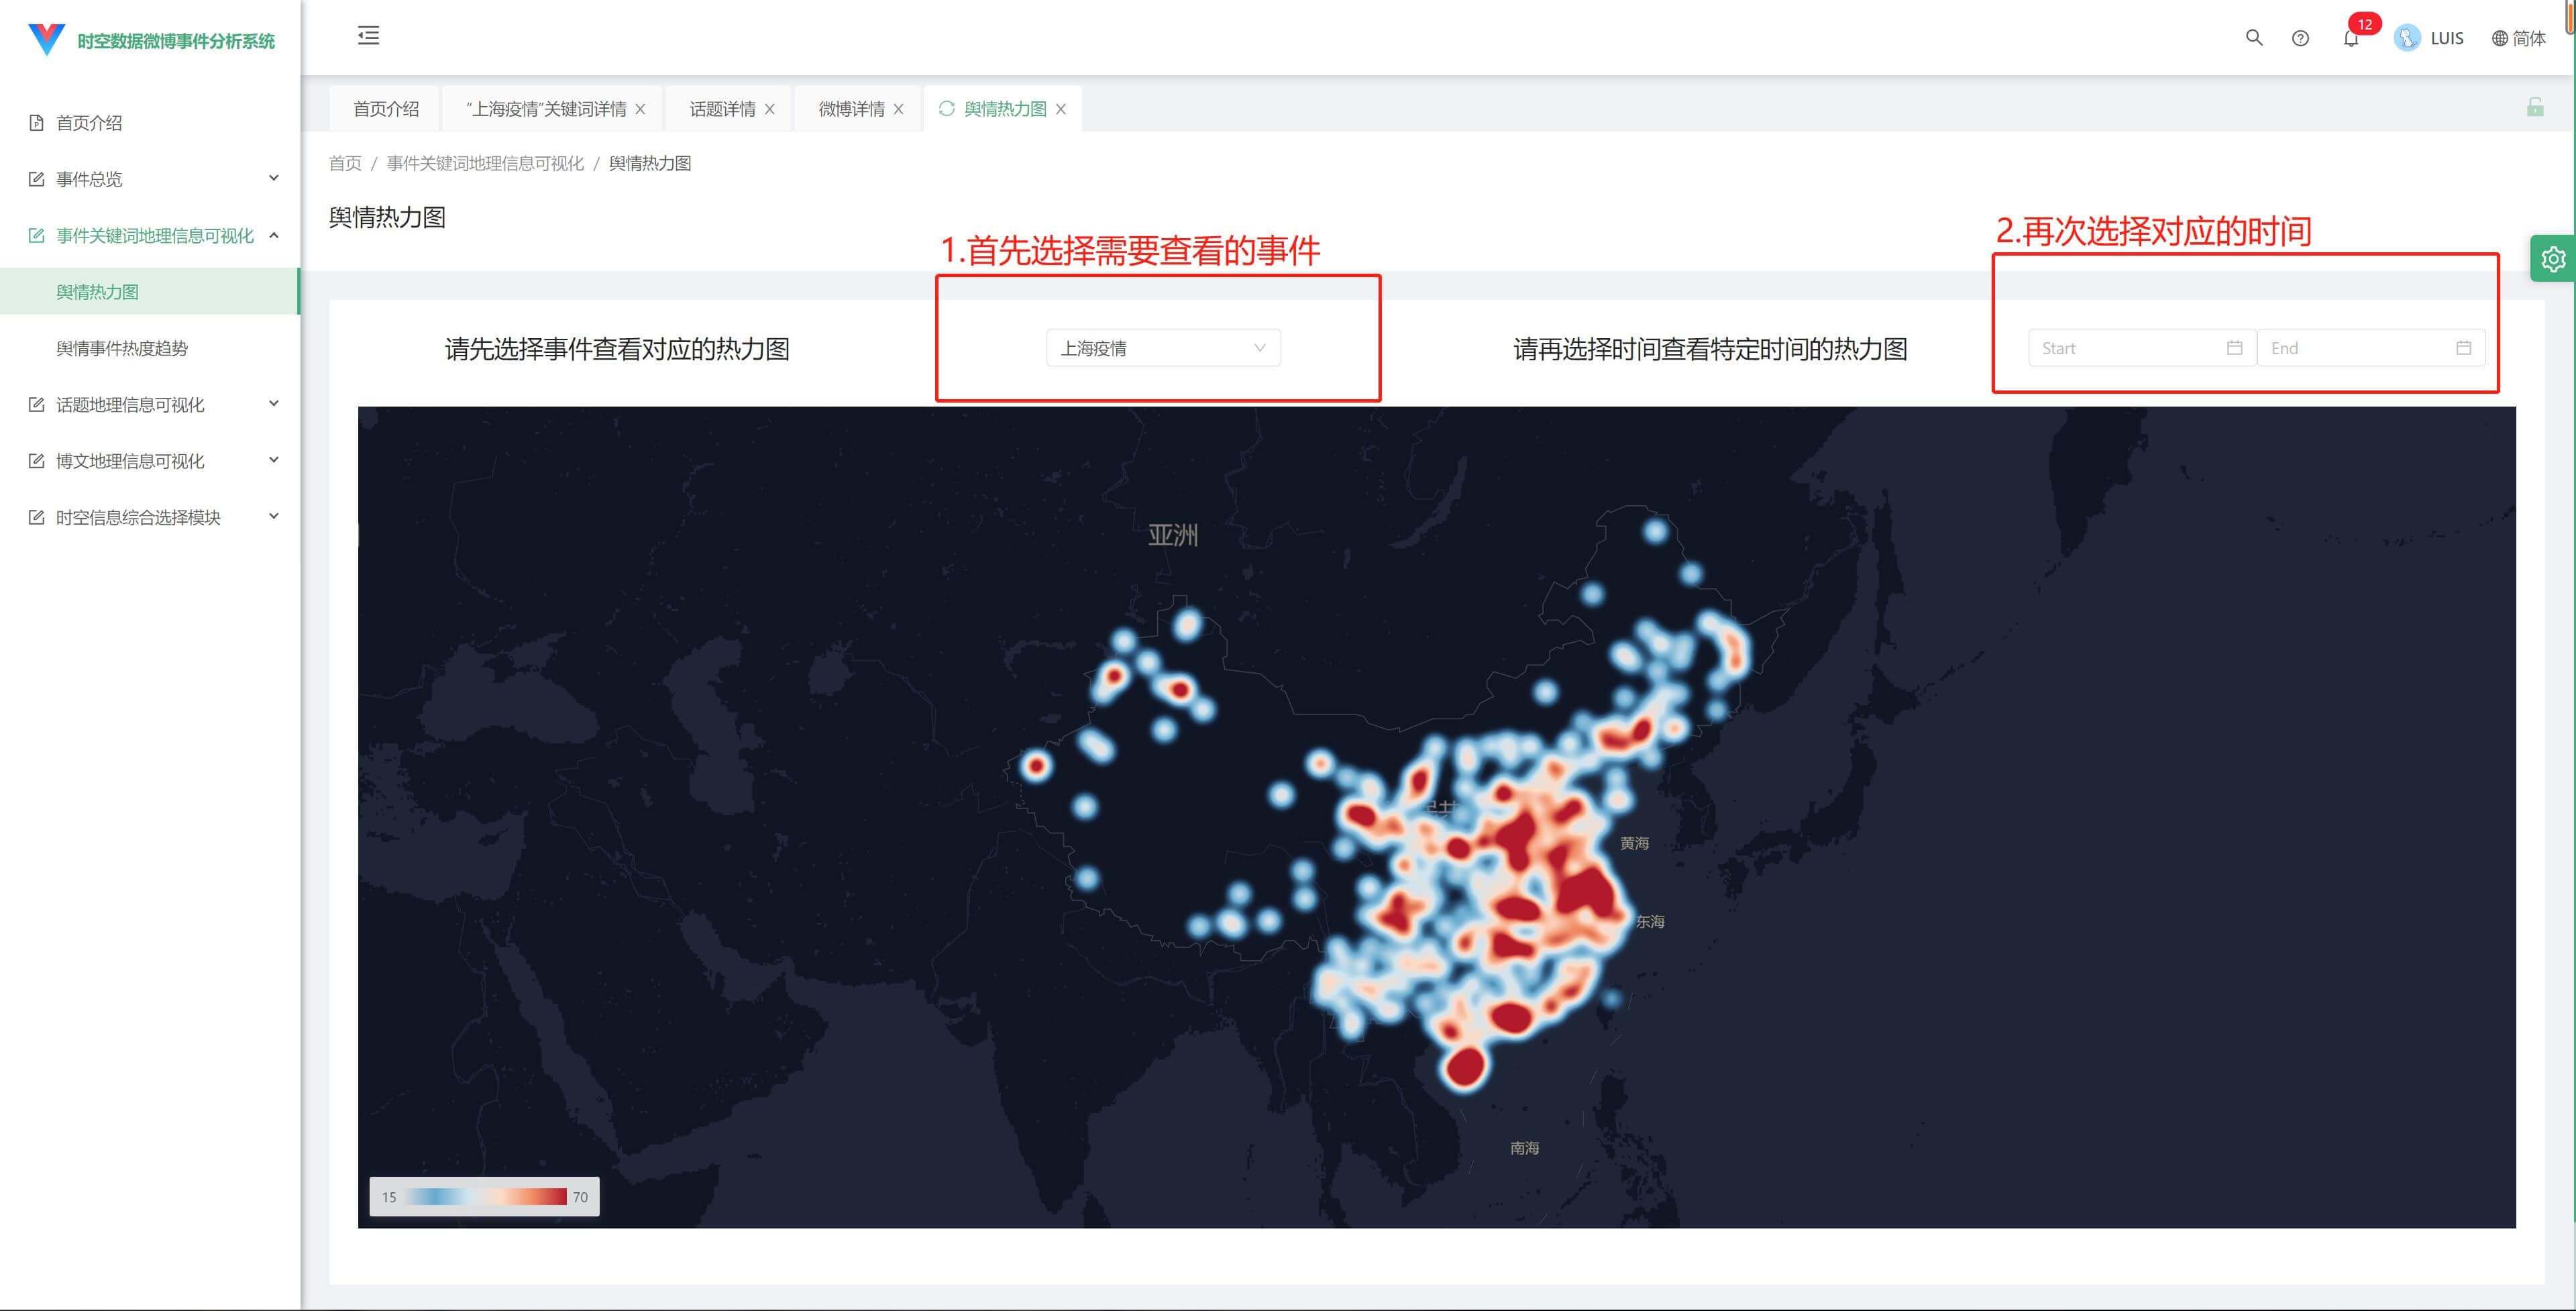 时空数据微博事件分析系统
12
LUIS
简体
首页介绍
事件总览
事件关键词地理信息可视化
舆情热力图
舆情事件热度趋势
话题地理信息可视化
博文地理信息可视化
时空信息综合选择模块
首页介绍
“上海疫情”关键词详情
话题详情
微博详情
舆情热力图
首页 / 事件关键词地理信息可视化 / 舆情热力图
舆情热力图
1.首先选择需要查看的事件
2.再次选择对应的时间
请先选择事件查看对应的热力图
上海疫情
请再选择时间查看特定时间的热力图
Start
End
亚洲
黄海
东海
南海
15
70